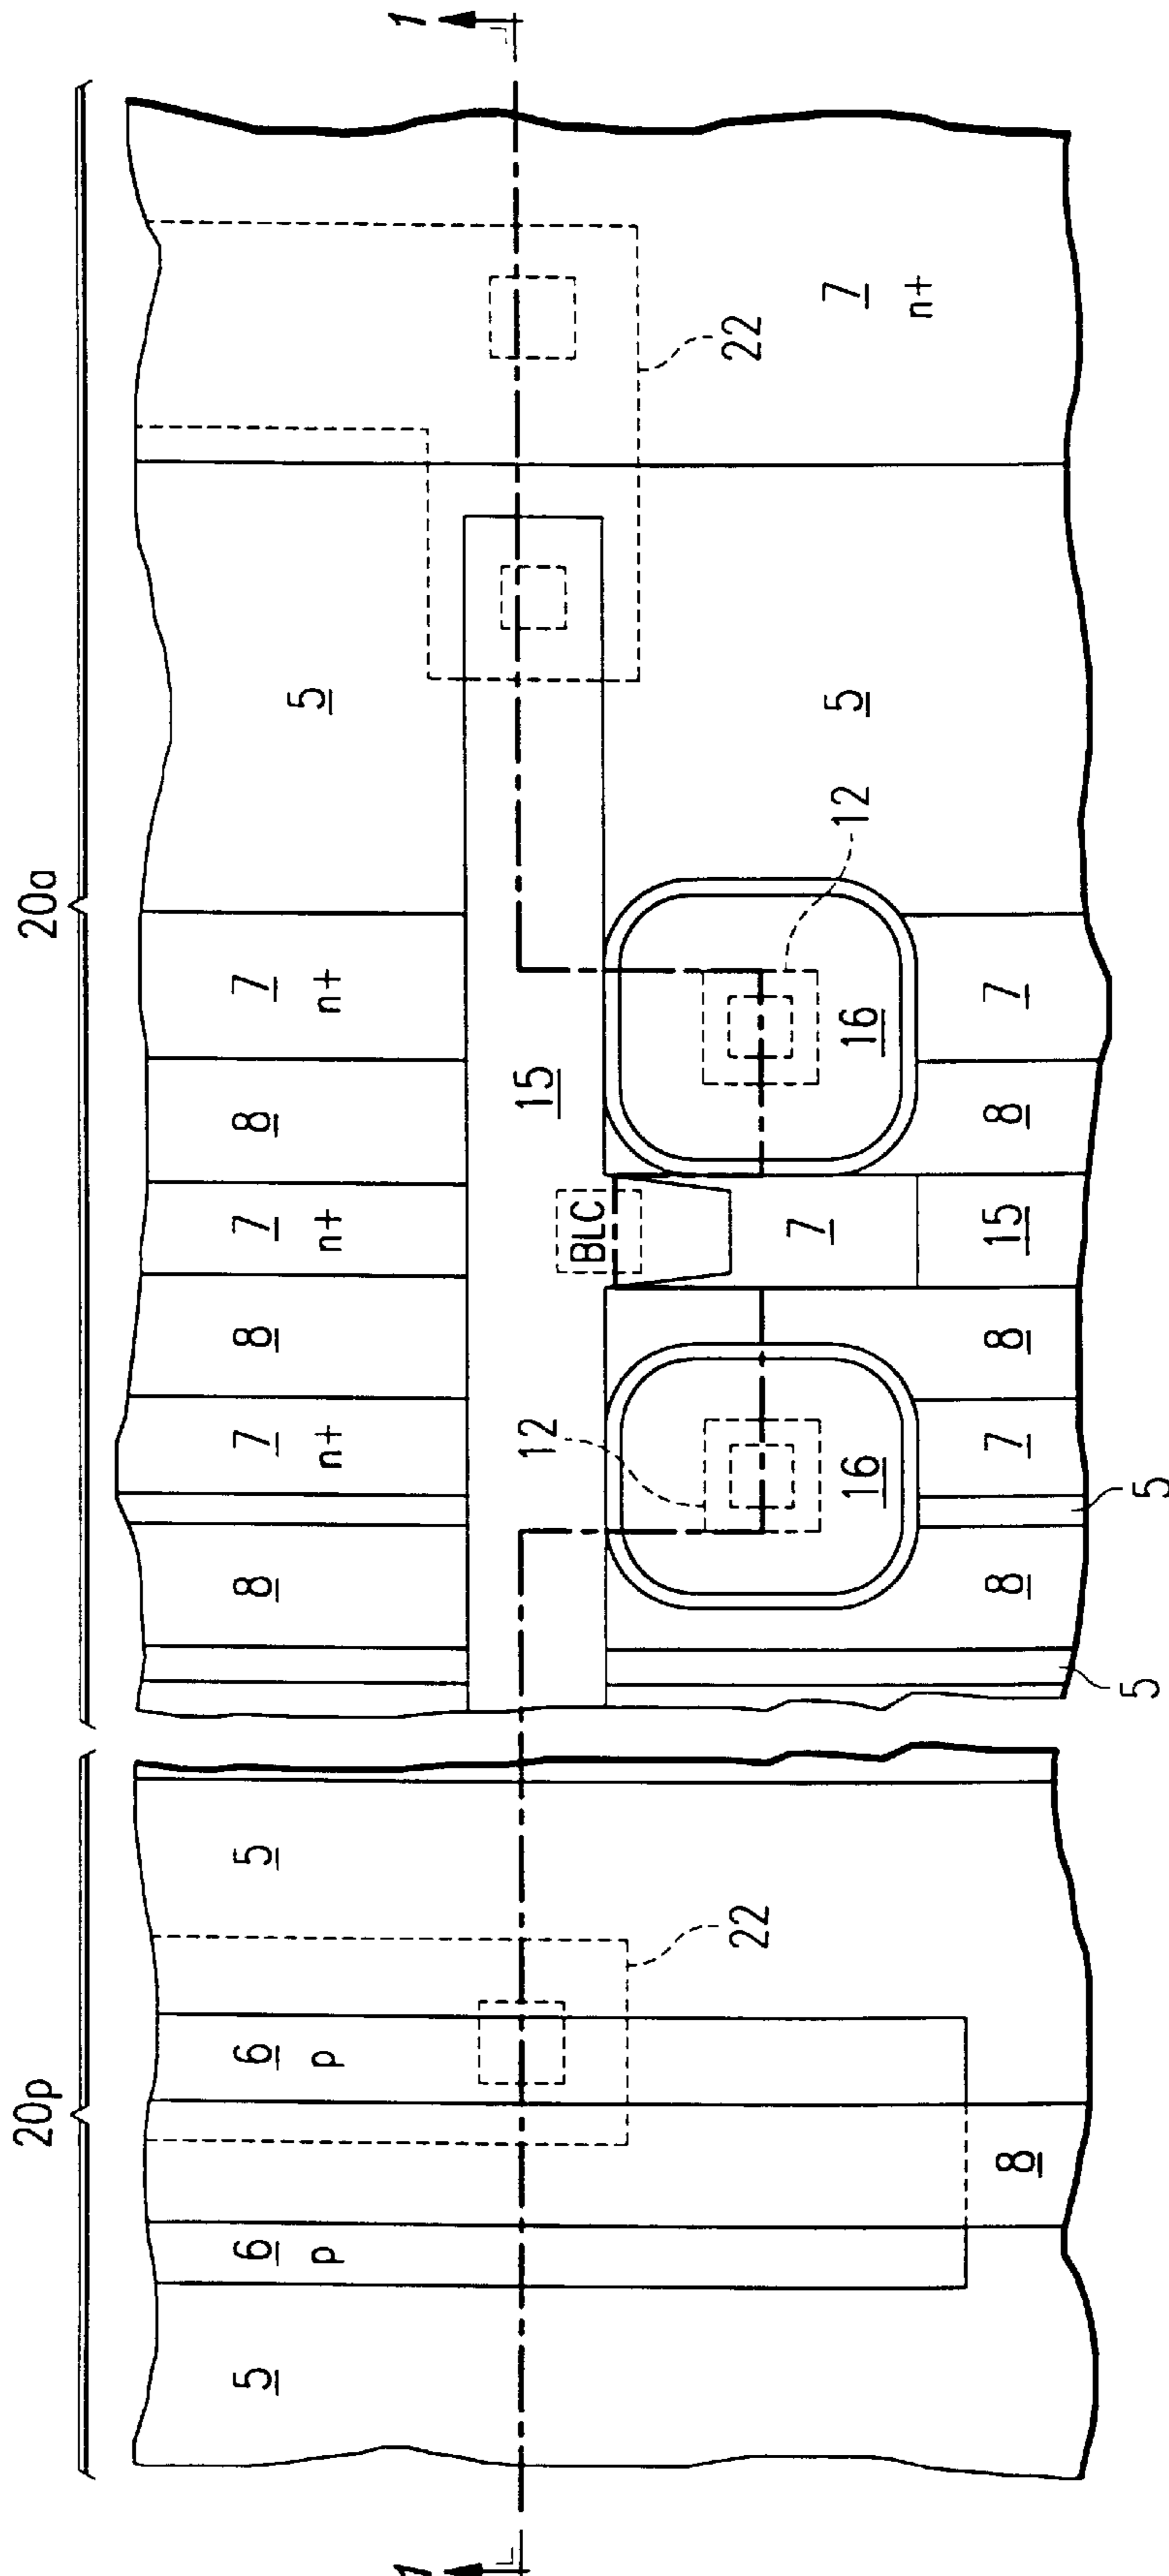 20p 20a
5 6 6 5 8 7 8 7 8 7
5
p p n+ n+ n+
1 1
12 15
BLC
22 22
7
16 16 12 5 7
n+
8 8 7 8 15 8 7
5 5